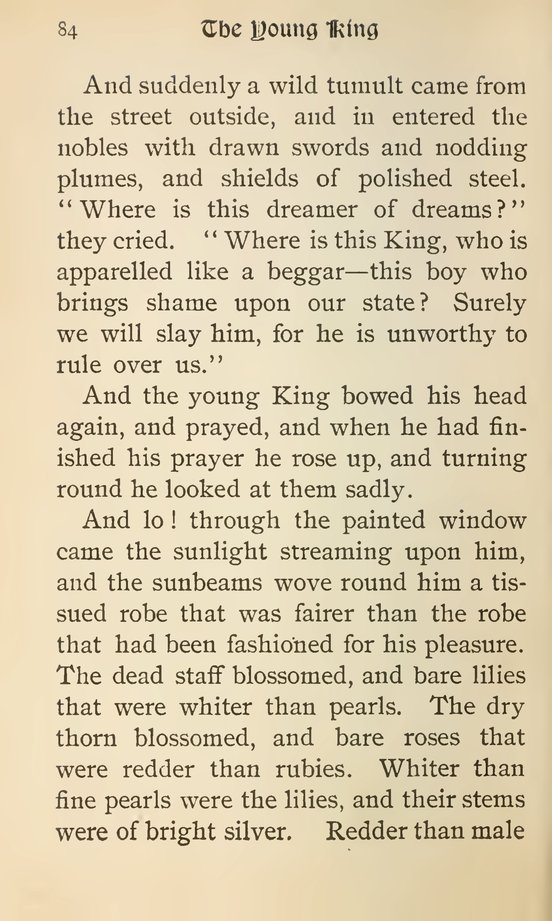 84 The Young King
And suddenly a wild tumult came from
the street outside, and in entered the
nobles with drawn swords and nodding
plumes, and shields of polished steel.
“Where is this dreamer of dreams?”
they cried. “Where is this King, who is
apparelled like a beggar—this boy who
brings shame upon our state? Surely
we will slay him, for he is unworthy to
rule over us.”
And the young King bowed his head
again, and prayed, and when he had fin-
ished his prayer he rose up, and turning
round he looked at them sadly.
And lo! through the painted window
came the sunlight streaming upon him,
and the sunbeams wove round him a tis-
sued robe that was fairer than the robe
that had been fashioned for his pleasure.
The dead staff blossomed, and bare lilies
that were whiter than pearls. The dry
thorn blossomed, and bare roses that
were redder than rubies. Whiter than
fine pearls were the lilies, and their stems
were of bright silver. Redder than male